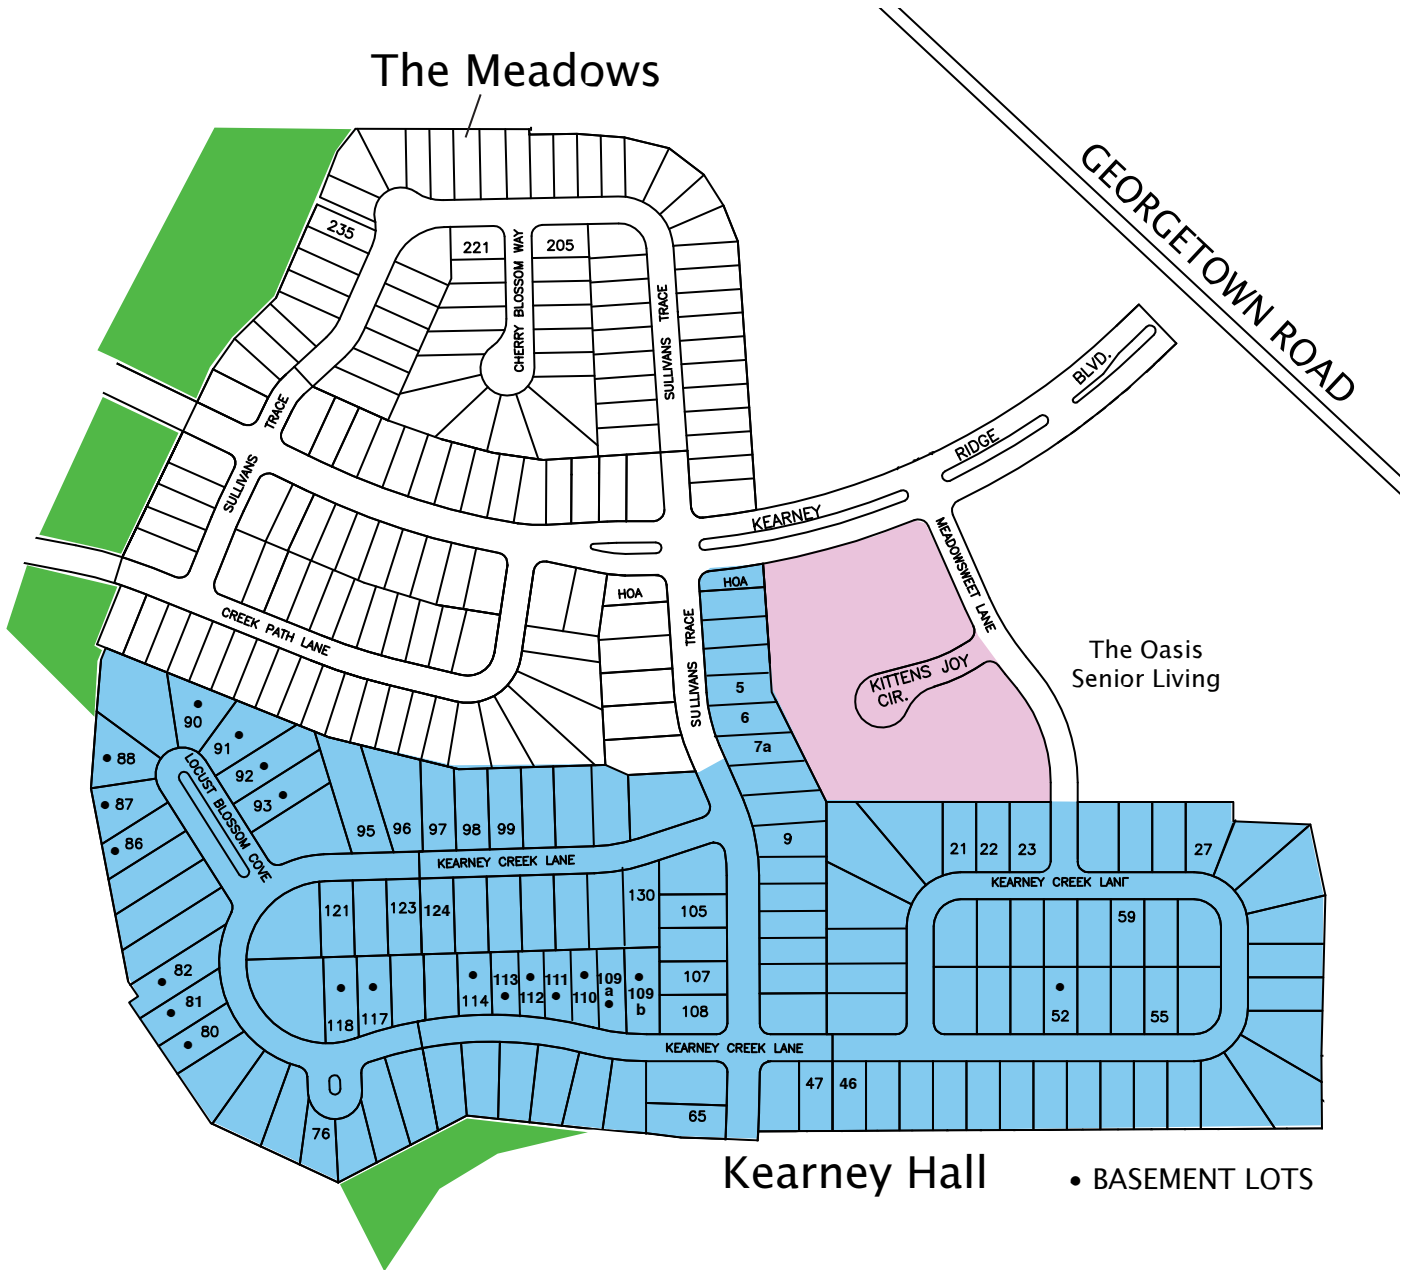 The Meadows
GEORGETOWN ROAD
235
221
205
CHERRY BLOSSOM WAY
SULLIVANS TRACE
SULLIVANS TRACE
KEARNEY RIDGE BLVD.
MEADOWSWEET LANE
HOA
HOA
SULLIVANS TRACE
CREEK PATH LANE
The Oasis
Senior Living
KITTENS JOY
CIR.
5
6
7a
9
90
91
92
93
88
87
86
LOCUST BLOSSOM COVE
95
96
97
98
99
KEARNEY CREEK LANE
21
22
23
27
KEARNEY CREEK LANE
121
123
124
130
105
59
82
81
80
118
117
114
113
112
111
110
109
a
109
b
107
108
52
55
KEARNEY CREEK LANE
47
46
65
76
Kearney Hall
• BASEMENT LOTS